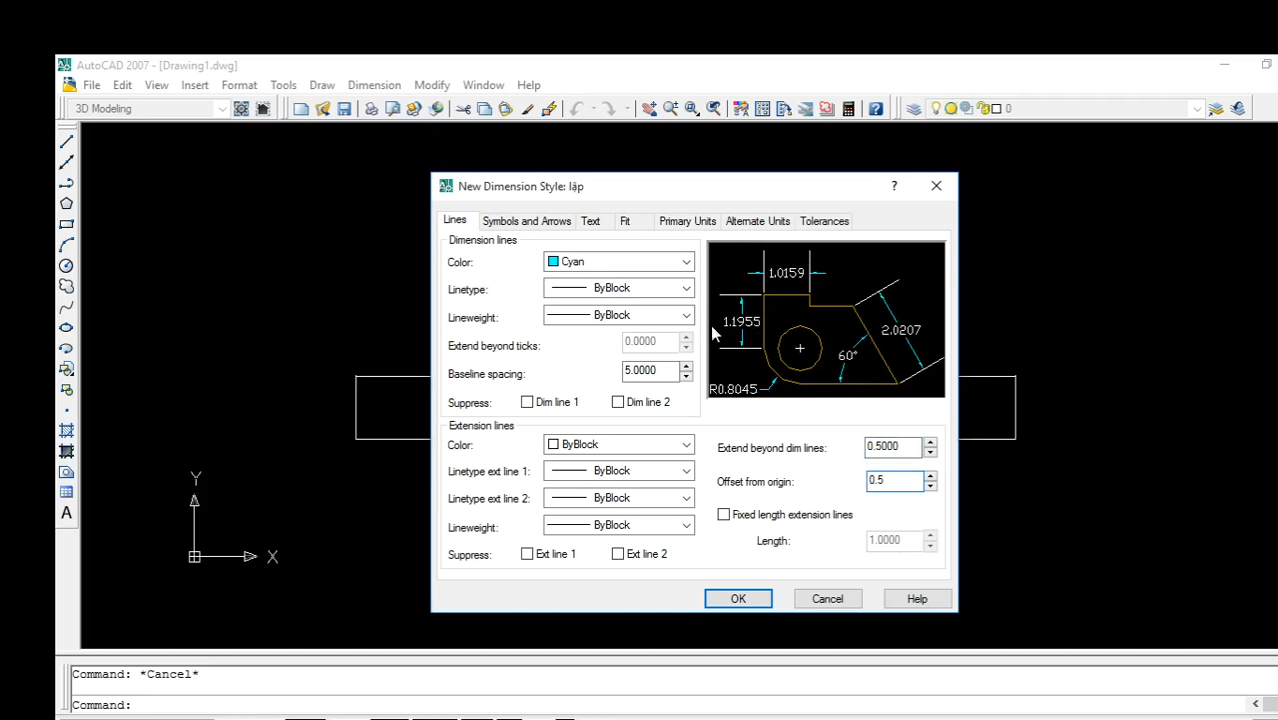 AutoCAD 2007 - [Drawing1.dwg]
File Edit View Insert Format Tools Draw Dimension Modify Window Help
3D Modeling
0
New Dimension Style: lập
Lines Symbols and Arrows Text Fit Primary Units Alternate Units Tolerances
Dimension lines
Color: Cyan
Linetype: ByBlock
Lineweight: ByBlock
Extend beyond ticks: 0.0000
Baseline spacing: 5.0000
Suppress: Dim line 1 Dim line 2
1.0159
1.1955
2.0207
60°
R0.8045
Extension lines
Color: ByBlock
Linetype ext line 1: ByBlock
Linetype ext line 2: ByBlock
Lineweight: ByBlock
Suppress: Ext line 1 Ext line 2
Extend beyond dim lines: 0.5000
Offset from origin: 0.5
Fixed length extension lines
Length: 1.0000
OK Cancel Help
Y
X
A
Command: *Cancel*
Command: